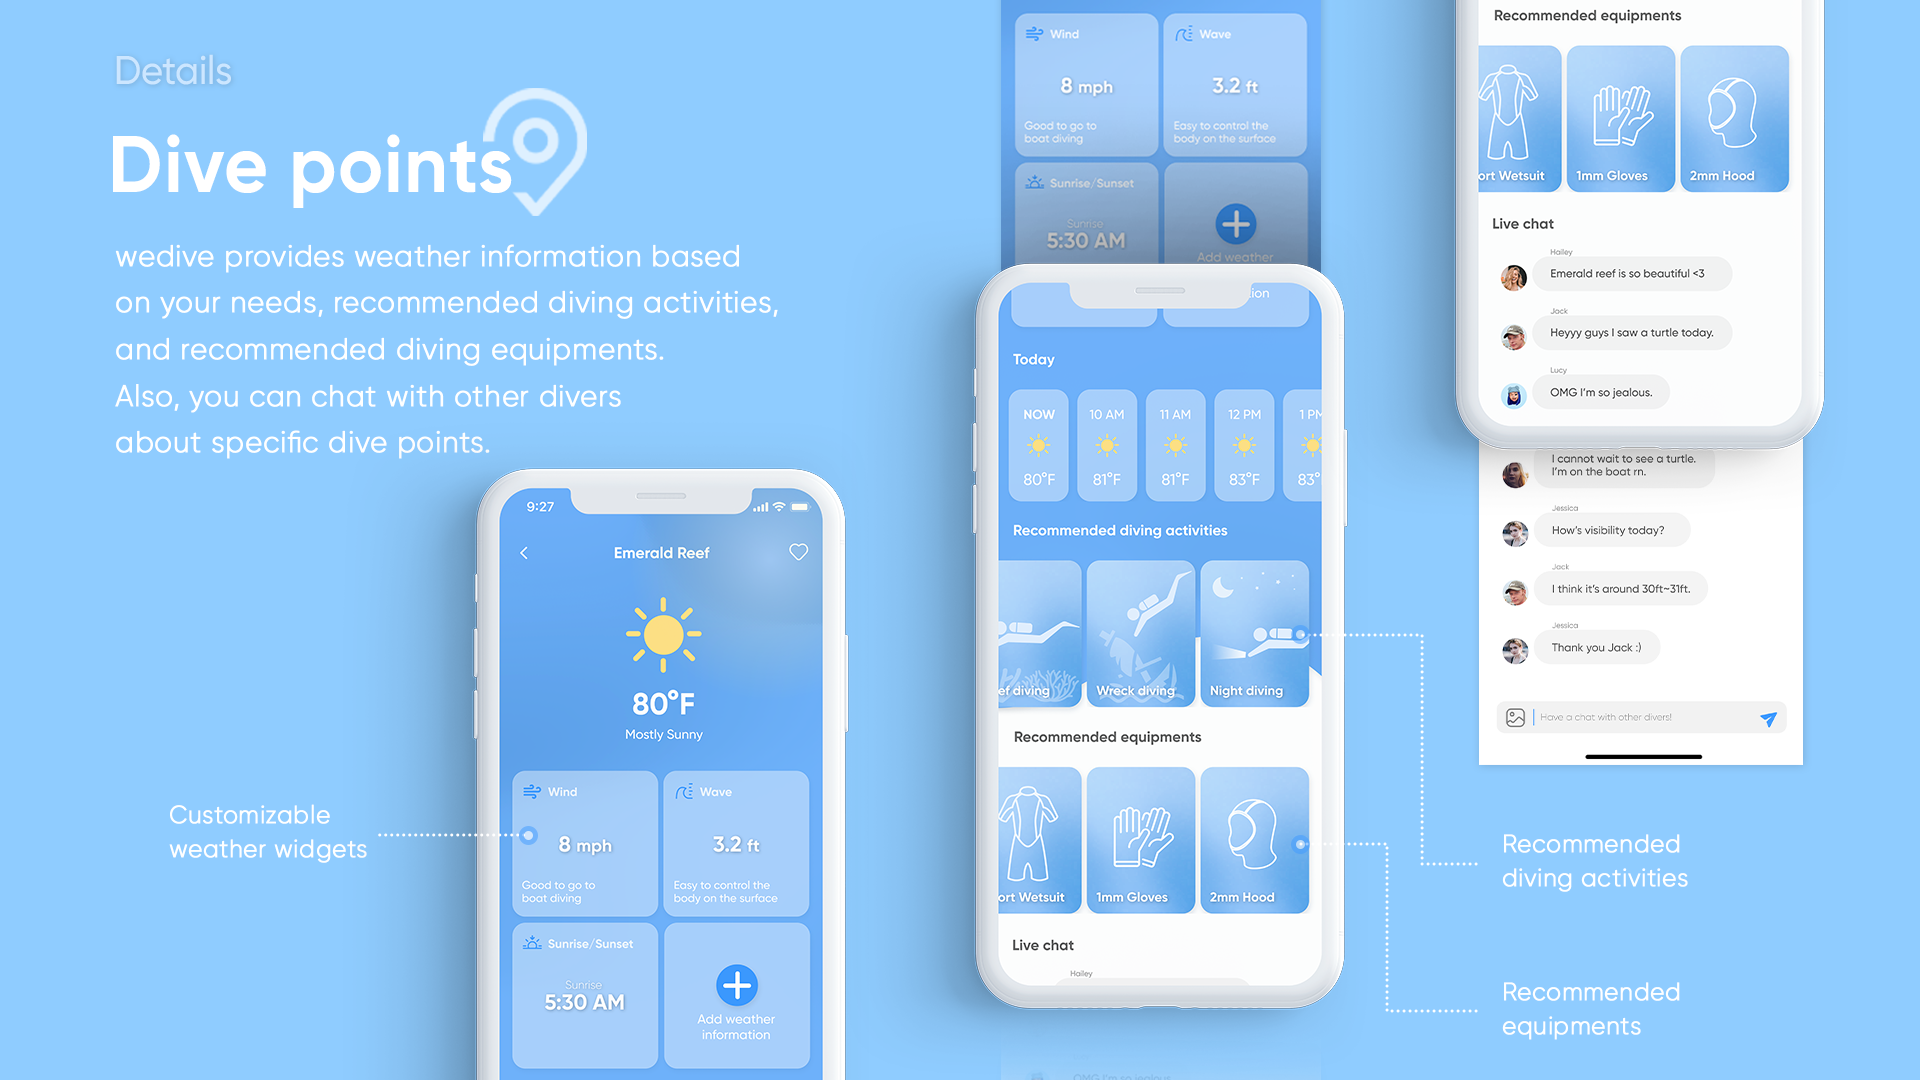 Details
Dive points
wedive provides weather information based
on your needs, recommended diving activities,
and recommended diving equipments.
Also, you can chat with other divers
about specific dive points.
Customizable
weather widgets
9:27
Emerald Reef
80°F
Mostly Sunny
Wind
8 mph
Good to go to
boat diving
Wave
3.2 ft
Easy to control the
body on the surface
Sunrise/Sunset
Sunrise
5:30 AM
Add weather
information
Wind
8 mph
Good to go to
boat diving
Wave
3.2 ft
Easy to control the
body on the surface
Sunrise/Sunset
Sunrise
5:30 AM
Add weather
ion
Today
NOW 10 AM 11 AM 12 PM 1 PM
80°F 81°F 81°F 83°F 83°
Recommended diving activities
ef diving Wreck diving Night diving
Recommended equipments
ort Wetsuit 1mm Gloves 2mm Hood
Live chat
Hailey
OMG I'm so jealous.
Recommended equipments
ort Wetsuit 1mm Gloves 2mm Hood
Live chat
Hailey
Emerald reef is so beautiful <3
Jack
Heyyy guys I saw a turtle today.
Lucy
OMG I'm so jealous.
I cannot wait to see a turtle.
I'm on the boat rn.
Jessica
How's visibility today?
Jack
I think it's around 30ft~31ft.
Jessica
Thank you Jack :)
Have a chat with other divers!
Recommended
diving activities
Recommended
equipments